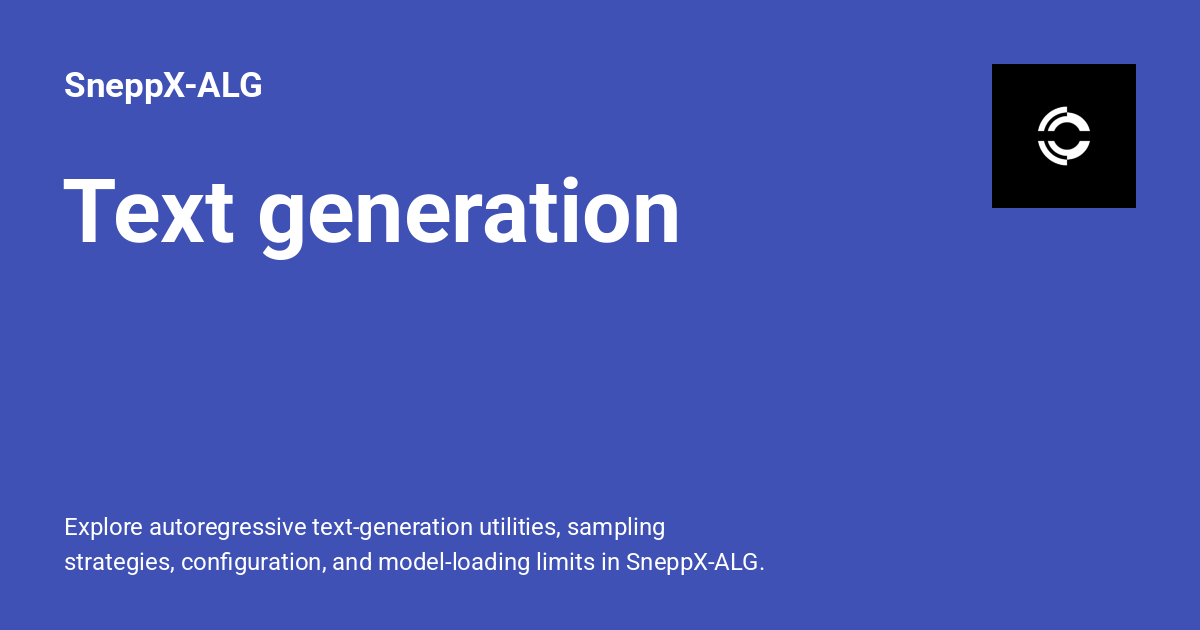 SneppX-ALG
Text generation
Explore autoregressive text-generation utilities, sampling
strategies, configuration, and model-loading limits in SneppX-ALG.